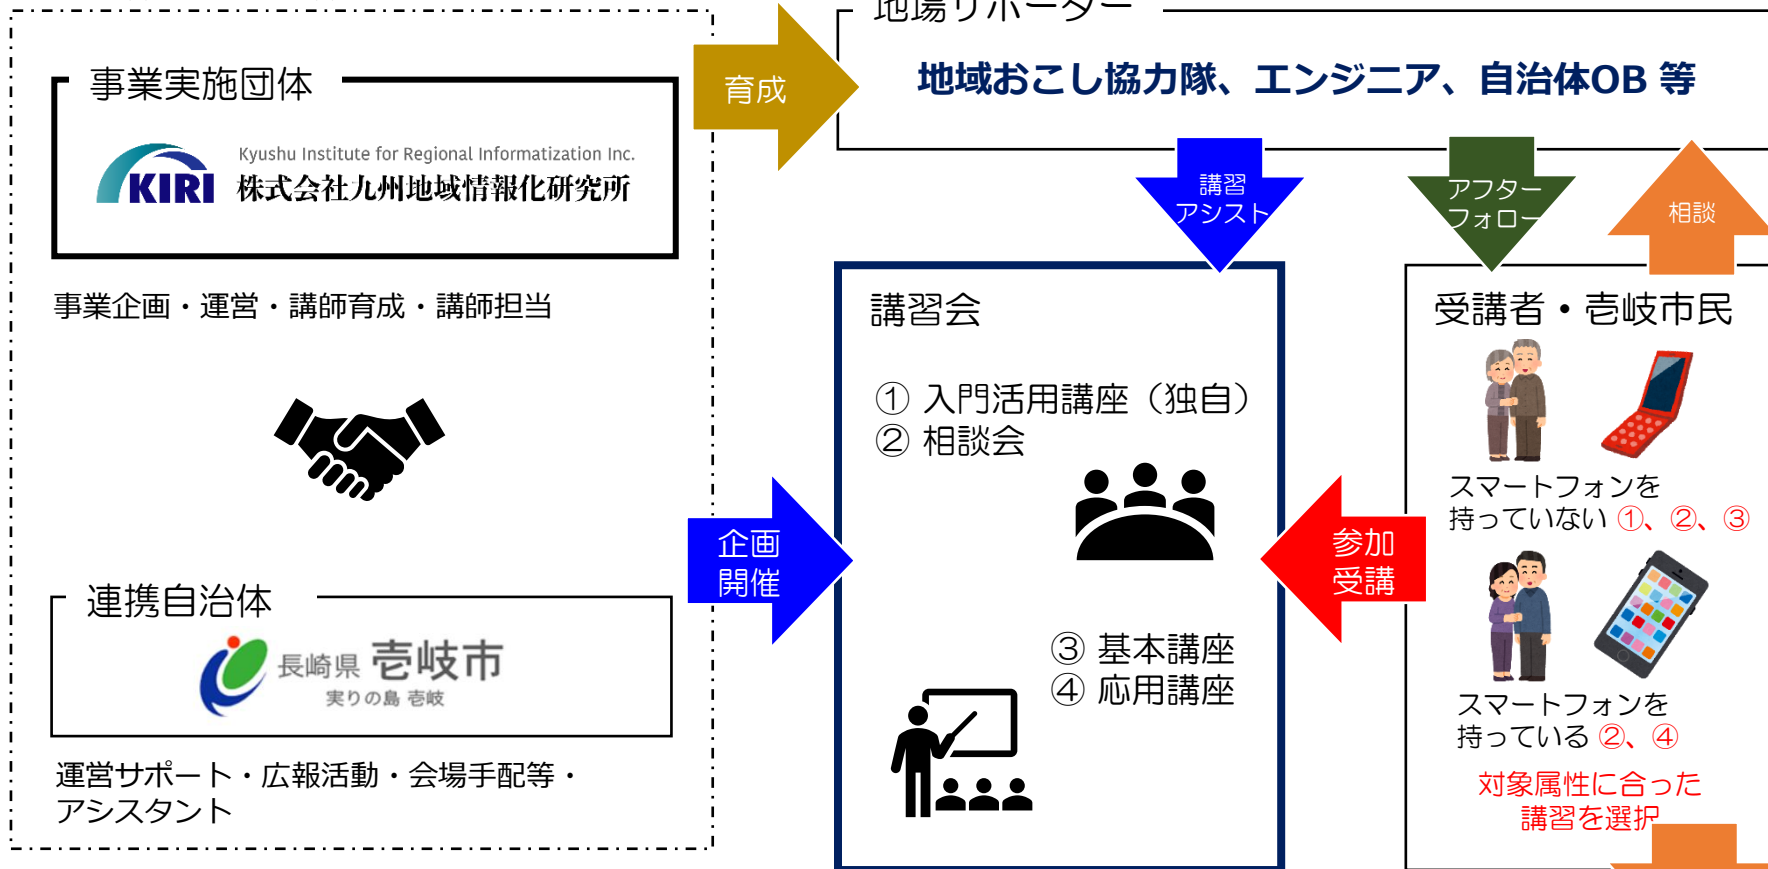 事業実施団体
KIRI
Kyushu Institute for Regional Informatization Inc.
株式会社九州地域情報化研究所
事業企画・運営・講師育成・講師担当
連携自治体
長崎県 壱岐市
実りの島 壱岐
運営サポート・広報活動・会場手配等・
アシスタント
育成
企画
開催
地場サポーター
地域おこし協力隊、エンジニア、自治体OB 等
講習
アシスト
アフター
フォロー
相談
講習会
① 入門活用講座（独自）
② 相談会
③ 基本講座
④ 応用講座
参加
受講
受講者・壱岐市民
スマートフォンを
持っていない ①、②、③
スマートフォンを
持っている ②、④
対象属性に合った
講習を選択